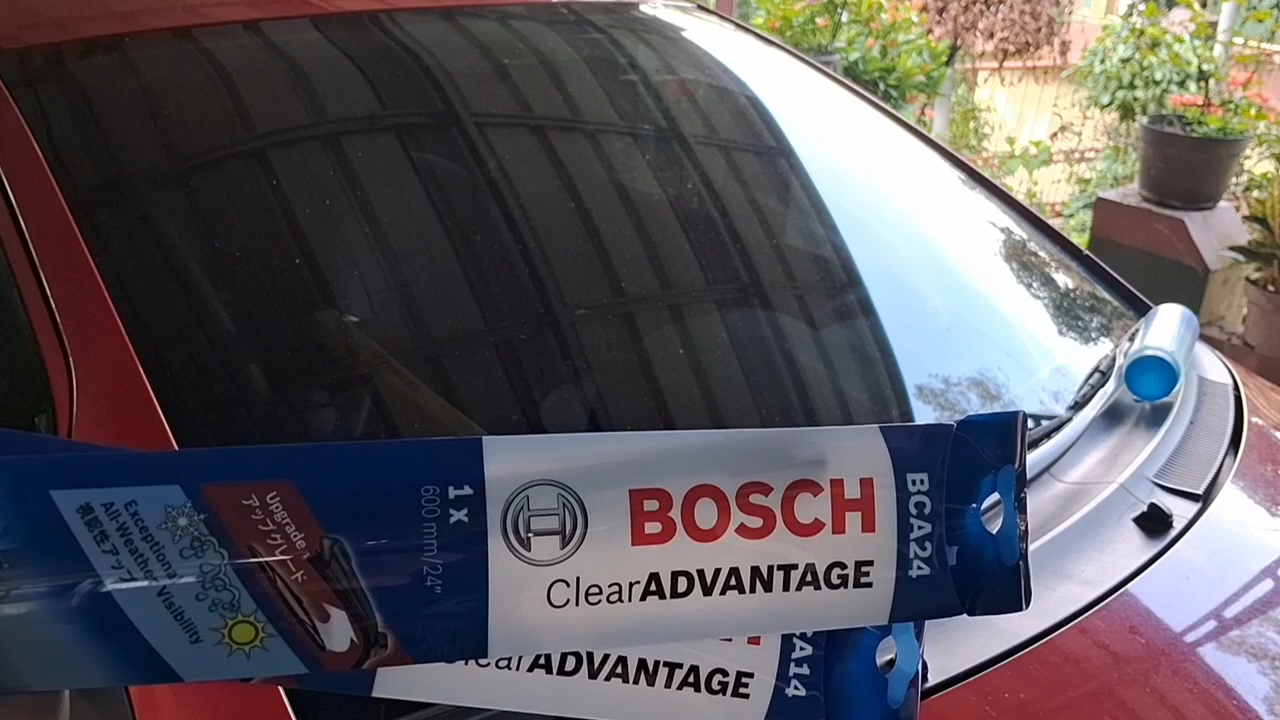 BOSCH
ClearADVANTAGE
BCA24
1 x
600 mm/24"
Upgrade !
アップグレード
Exceptional
All-Weather Visibility
視認性アップ
ClearADVANTAGE
A14